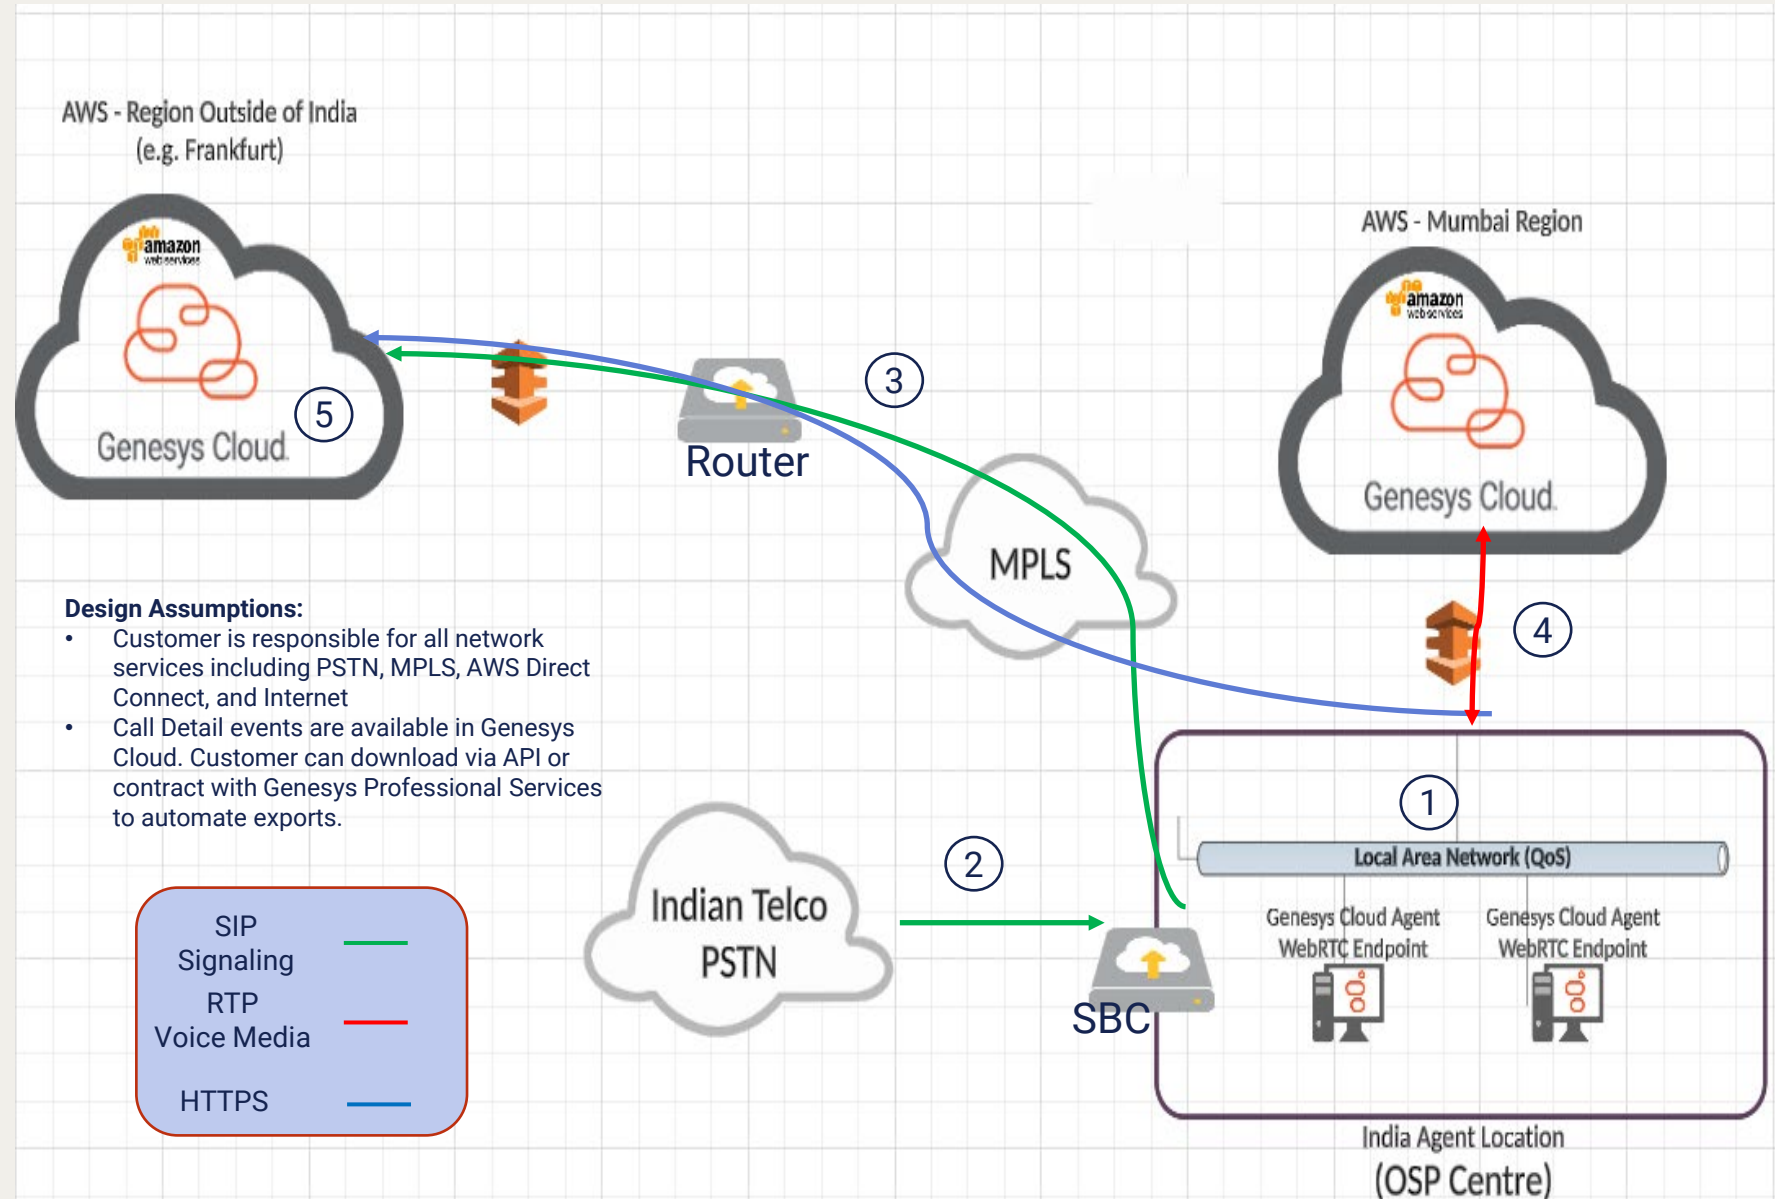 AWS - Region Outside of India
(e.g. Frankfurt)
amazon
webservices
Genesys Cloud.
5
Router
3
MPLS
AWS - Mumbai Region
amazon
webservices
Genesys Cloud.
4
Design Assumptions:
• Customer is responsible for all network
services including PSTN, MPLS, AWS Direct
Connect, and Internet
• Call Detail events are available in Genesys
Cloud. Customer can download via API or
contract with Genesys Professional Services
to automate exports.
SIP
Signaling
RTP
Voice Media
HTTPS
Indian Telco
PSTN
2
SBC
1
Local Area Network (QoS)
Genesys Cloud Agent
WebRTC Endpoint
Genesys Cloud Agent
WebRTC Endpoint
India Agent Location
(OSP Centre)